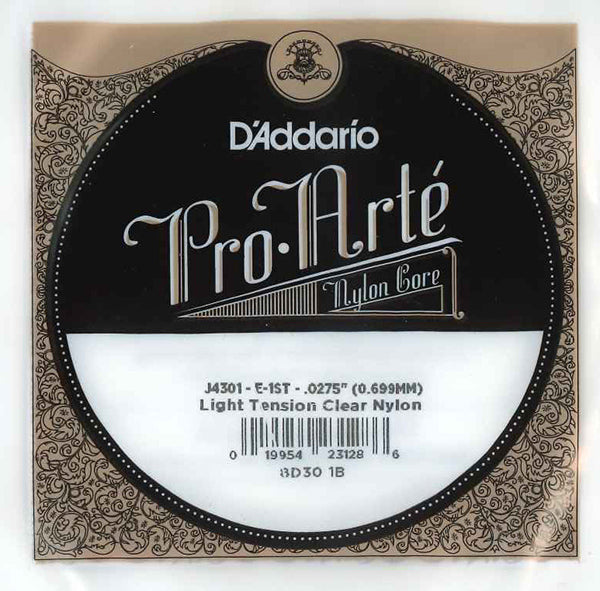 D'Addario
Pro·Arté
Nylon Core
J4301 - E-1ST - .0275" (0.699MM)
Light Tension Clear Nylon
0 19954 23128 6
8D30 1B